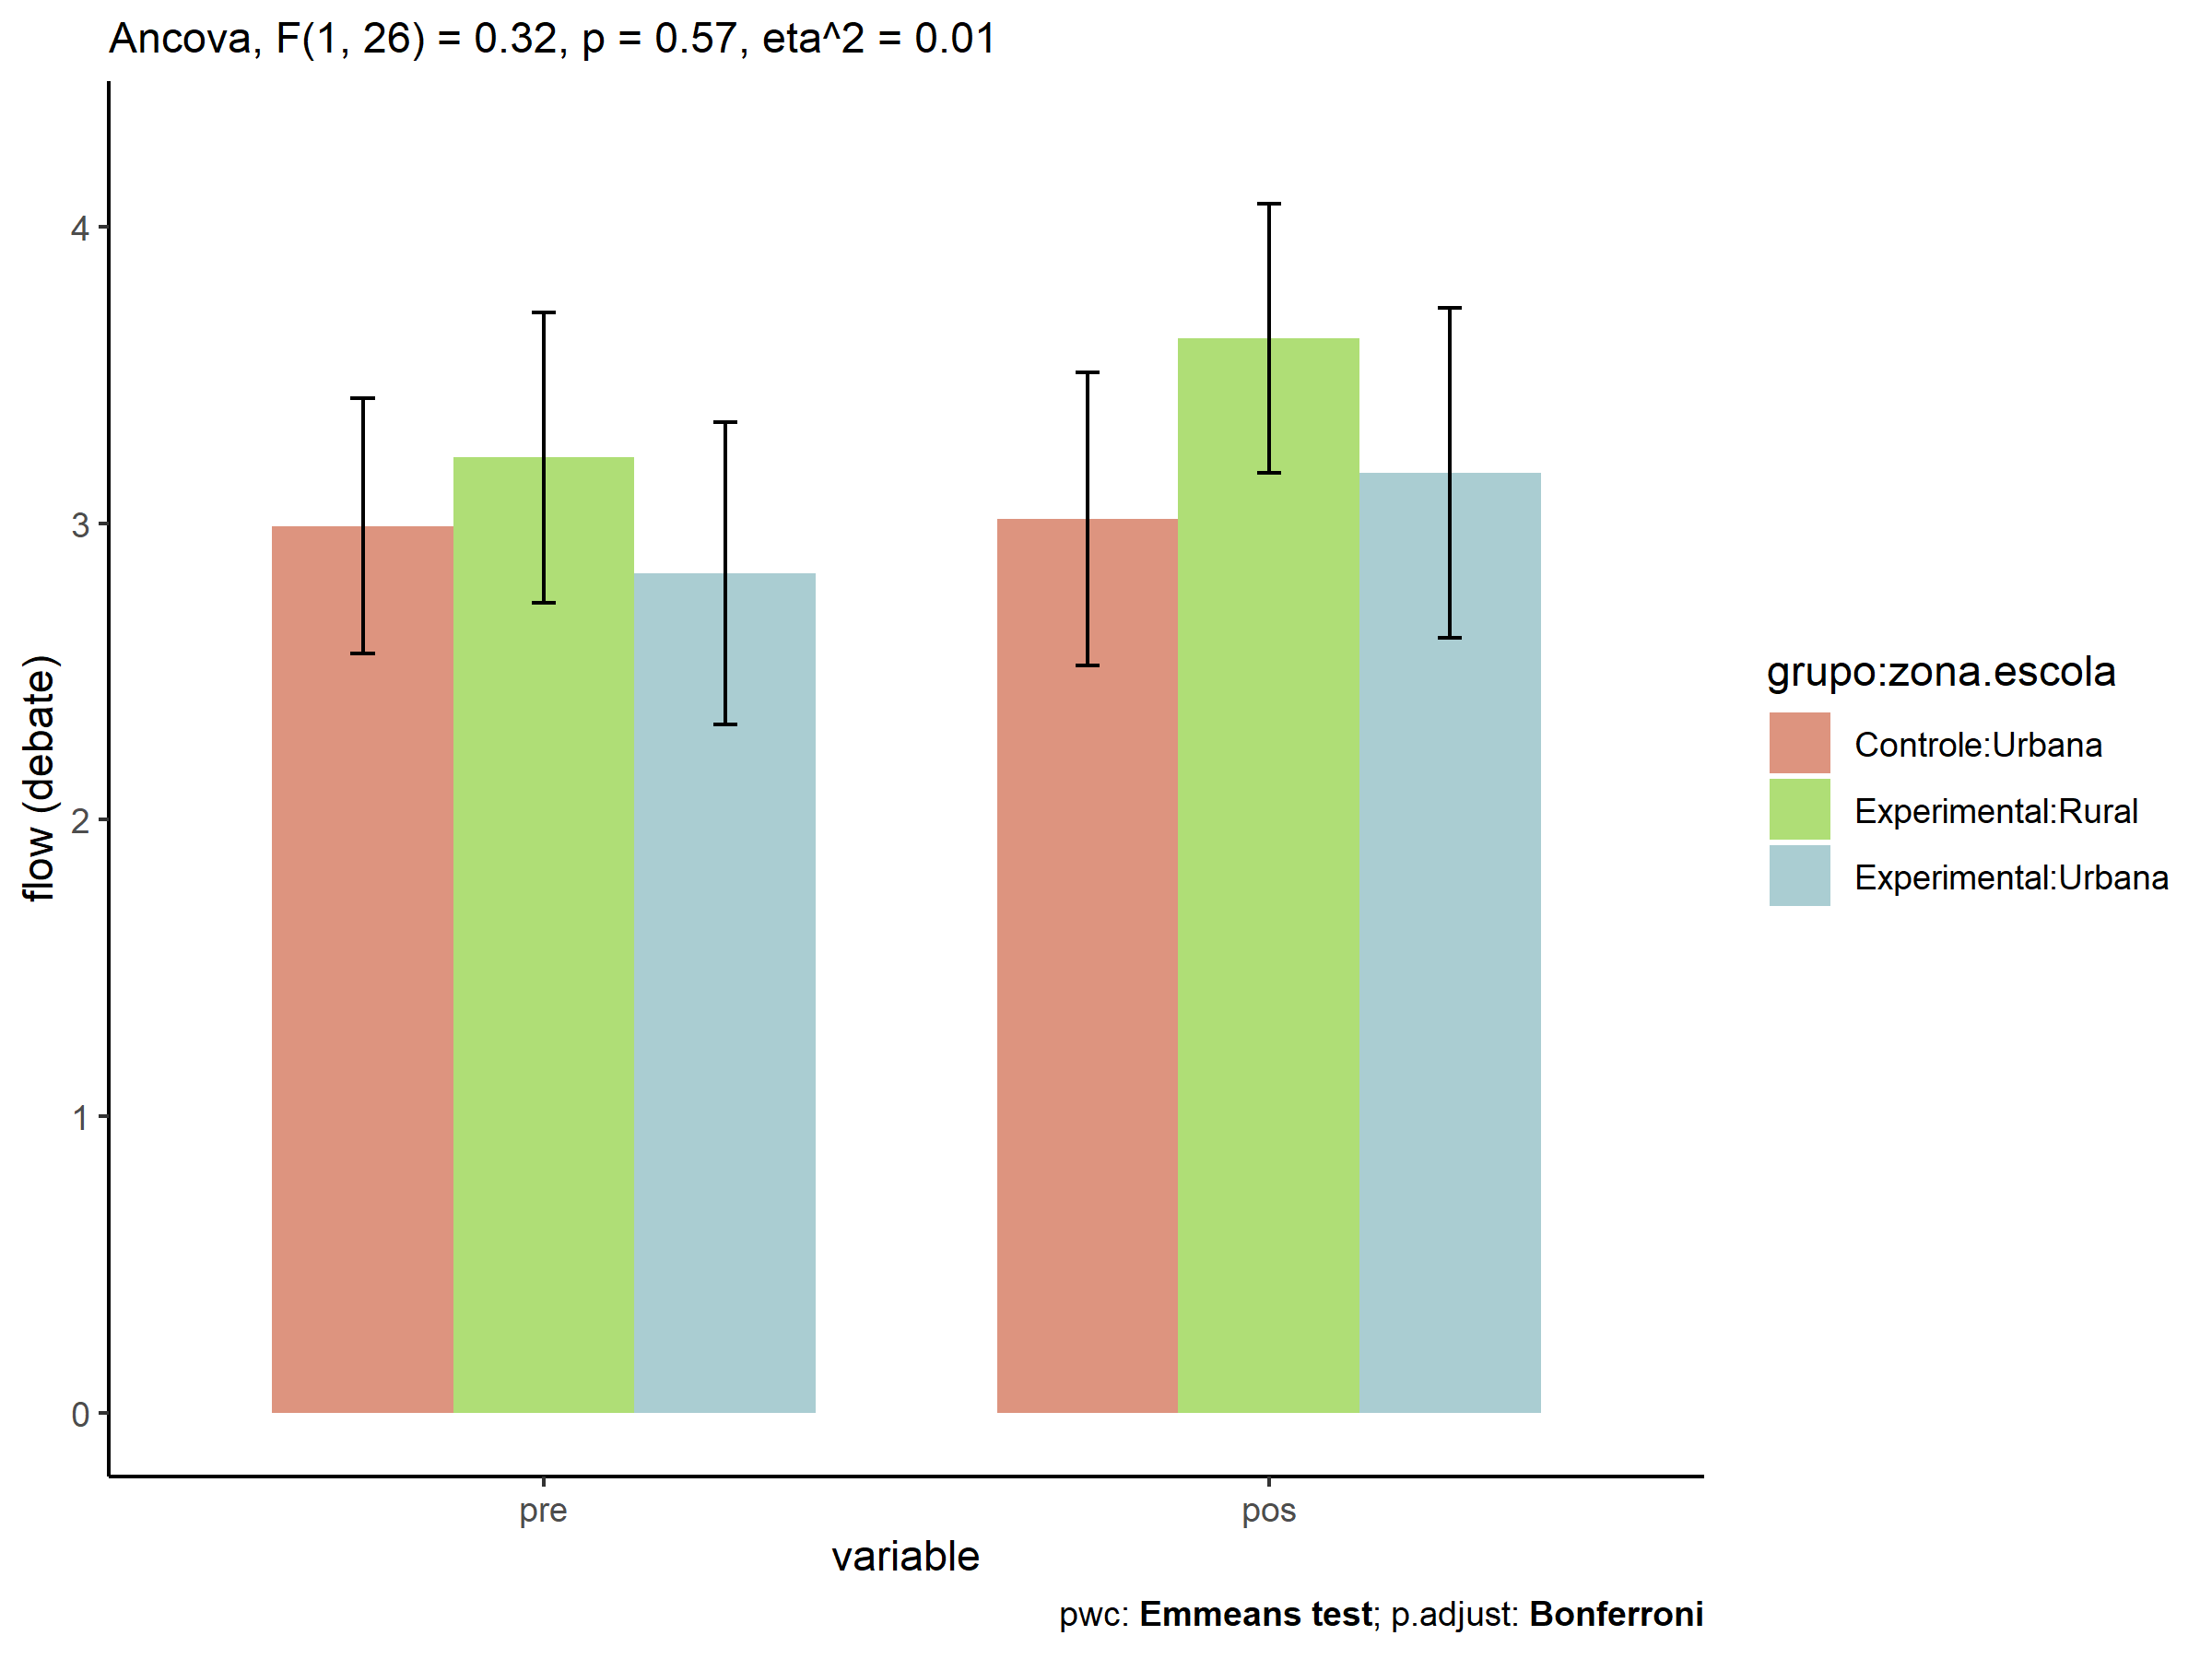 Ancova, F(1, 26) = 0.32, p = 0.57, eta^2 = 0.01
flow (debate)
4
3
2
1
0
pre
pos
variable
grupo:zona.escola
Controle:Urbana
Experimental:Rural
Experimental:Urbana
pwc: Emmeans test; p.adjust: Bonferroni